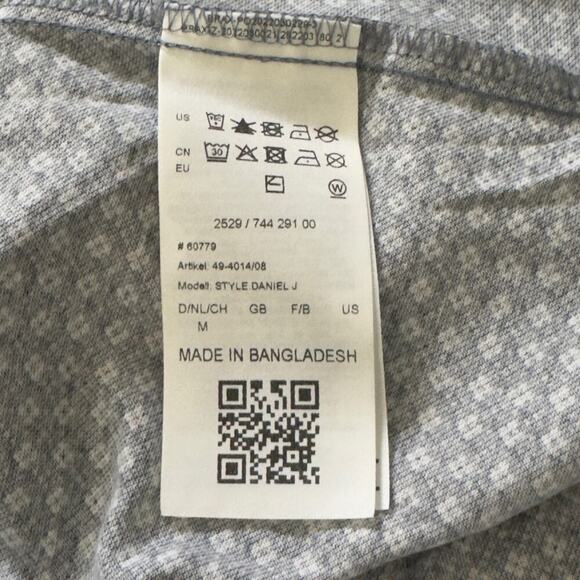 US
30
CN
EU
W
2529 / 744 291 00
# 60779
Artikel: 49-4014/08
Modell: STYLE.DANIEL J
D/NL/CH GB F/B US
M
MADE IN BANGLADESH